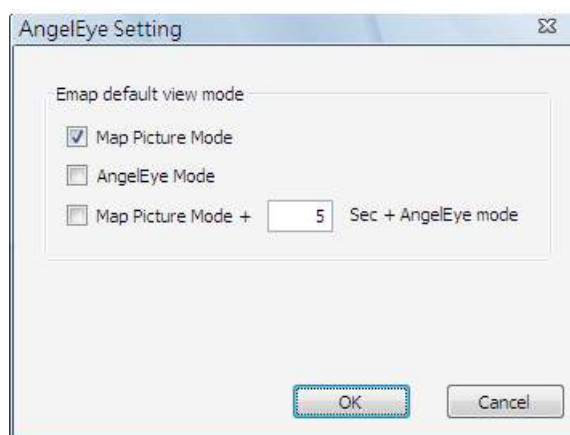 AngelEye Setting
Emap default view mode
Map Picture Mode
AngelEye Mode
Map Picture Mode + 5 Sec + AngelEye mode
OK Cancel